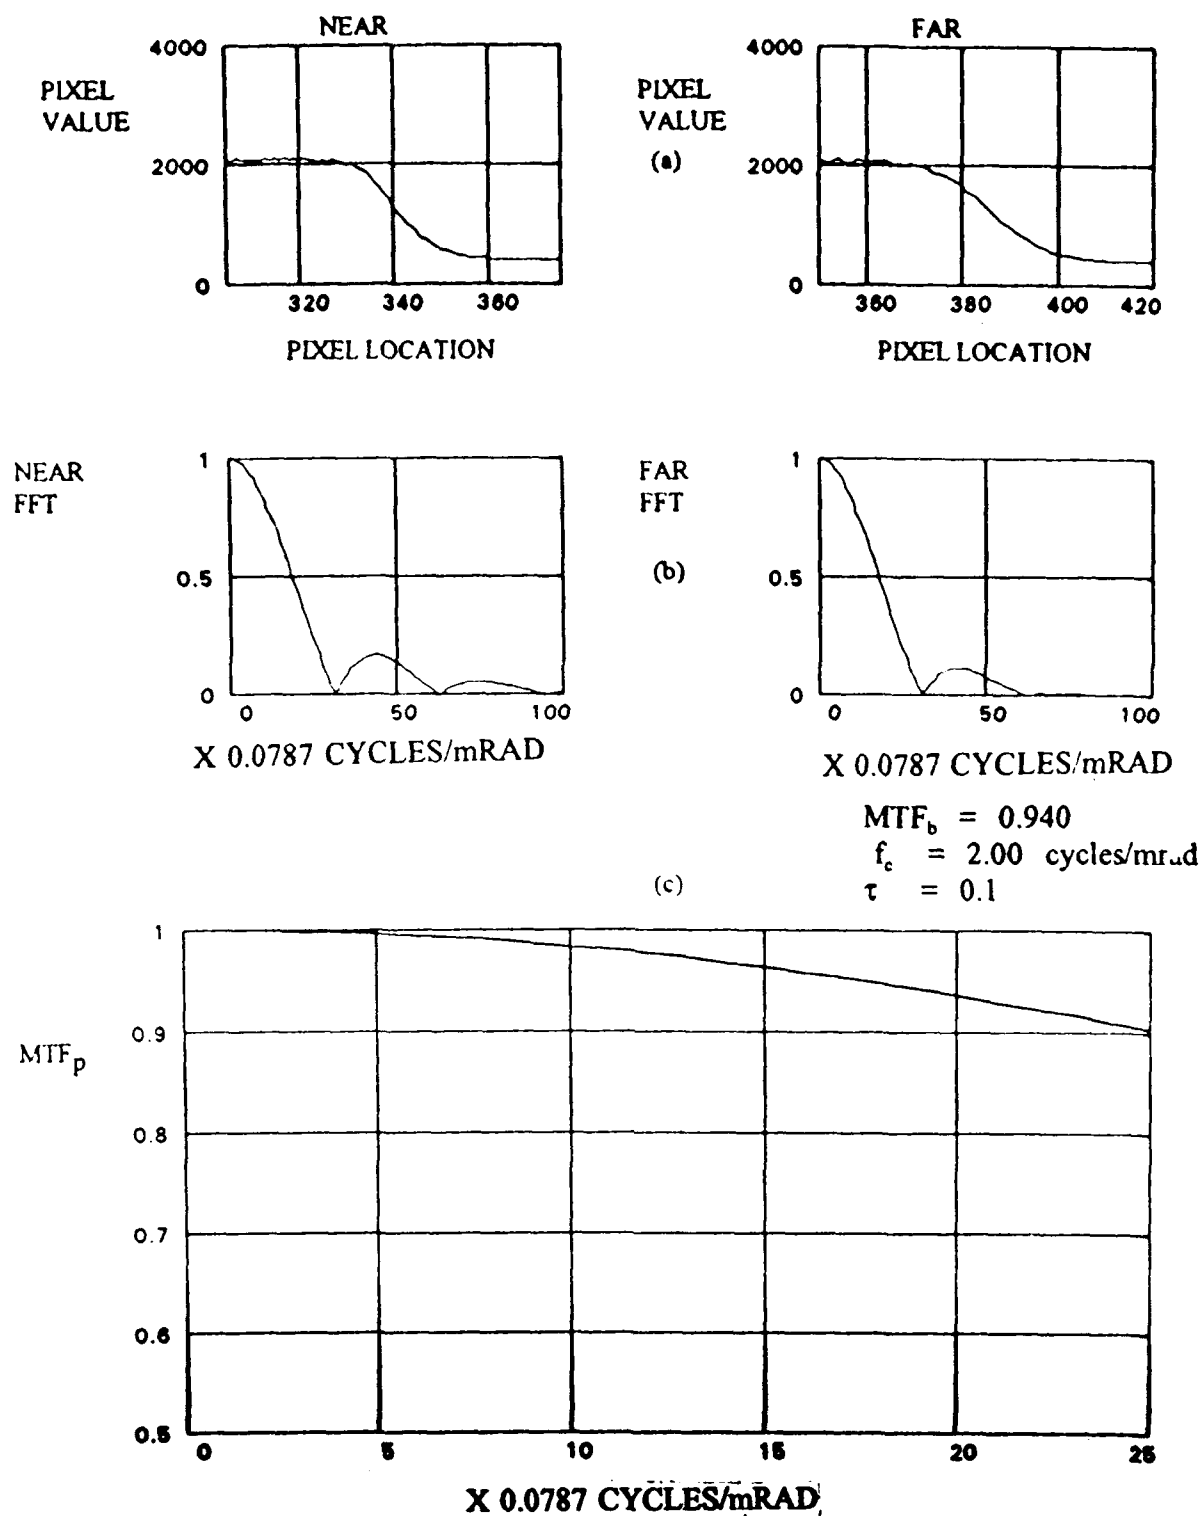 NEAR
4000
PIXEL
VALUE
2000
0
320 340 360
PIXEL LOCATION
FAR
4000
PIXEL
VALUE
(a)
2000
0
360 380 400 420
PIXEL LOCATION
NEAR
FFT
1
0.5
0
0 50 100
X 0.0787 CYCLES/mRAD
FAR
FFT
(b)
1
0.5
0
0 50 100
X 0.0787 CYCLES/mRAD
MTF_b = 0.940
f_c = 2.00 cycles/mrad
τ = 0.1
(c)
MTF_p
1
0.9
0.8
0.7
0.6
0.5
0 5 10 15 20 25
X 0.0787 CYCLES/mRAD